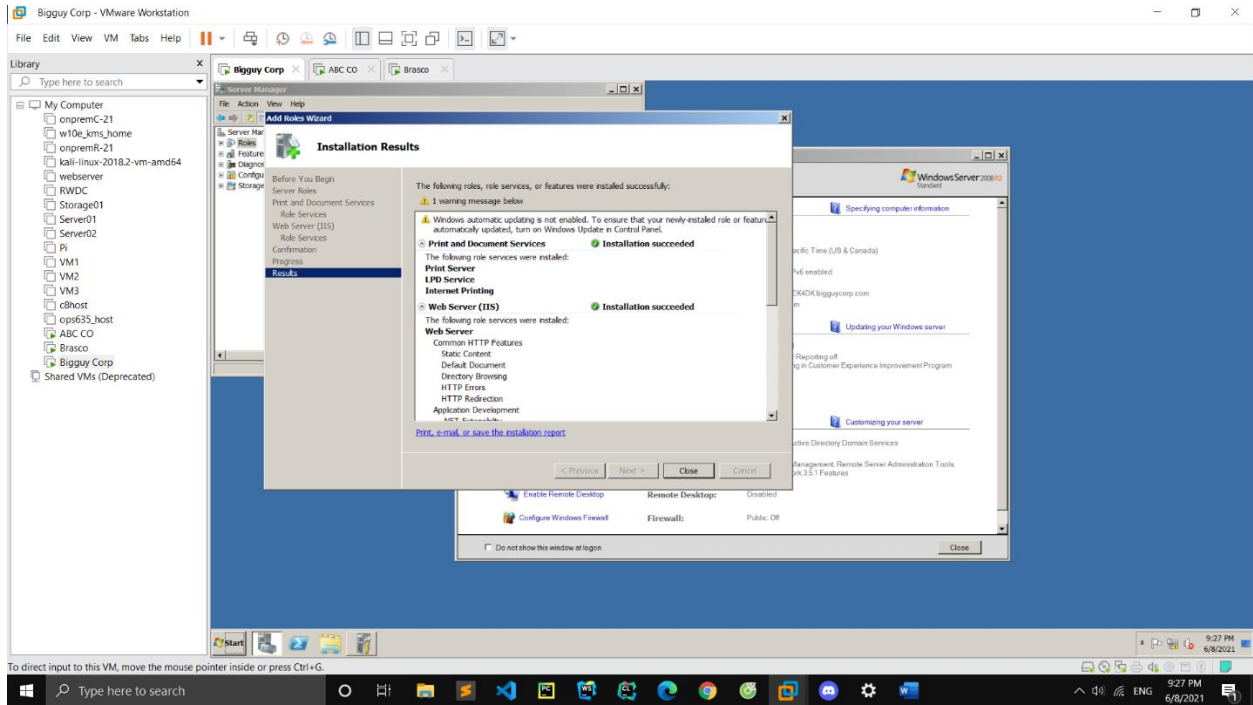 Bigguy Corp - VMware Workstation
File Edit View VM Tabs Help
Library
Type here to search
My Computer
onpremC-21
w10e_kms_home
onpremR-21
kali-linux-2018.2-vm-amd64
webserver
RWDC
Storage01
Server01
Server02
Pi
VM1
VM2
VM3
c8host
ops635_host
ABC CO
Brasco
Bigguy Corp
Shared VMs (Deprecated)
Bigguy Corp ABC CO Brasco
Server Manager
File Action View Help
Server Mar
Roles
Feature
Diagnos
Configu
Storage
Add Roles Wizard
Installation Results
Before You Begin
Server Roles
Print and Document Services
Role Services
Web Server (IIS)
Role Services
Confirmation
Progress
Results
The following roles, role services, or features were installed successfully:
1 warning message below
Windows automatic updating is not enabled. To ensure that your newly-installed role or feature
automatically updated, turn on Windows Update in Control Panel.
Print and Document Services Installation succeeded
The following role services were installed:
Print Server
LPD Service
Internet Printing
Web Server (IIS) Installation succeeded
The following role services were installed:
Web Server
Common HTTP Features
Static Content
Default Document
Directory Browsing
HTTP Errors
HTTP Redirection
Application Development
Print, e-mail, or save the installation report
< Previous Next > Close Cancel
Windows Server 2008 R2
Standard
Specifying computer information
acific Time (US & Canada)
Pv6 enabled
EK4DK.bigguycorp.com
Updating your Windows server
Reporting off
ng in Customer Experience Improvement Program
Customizing your server
Active Directory Domain Services
Management, Remote Server Administration Tools,
ork 3.5.1 Features
Enable Remote Desktop Remote Desktop: Disabled
Configure Windows Firewall Firewall: Public: Off
Do not show this window at logon Close
Start
9:27 PM
6/8/2021
To direct input to this VM, move the mouse pointer inside or press Ctrl+G.
Type here to search
ENG
9:27 PM
6/8/2021